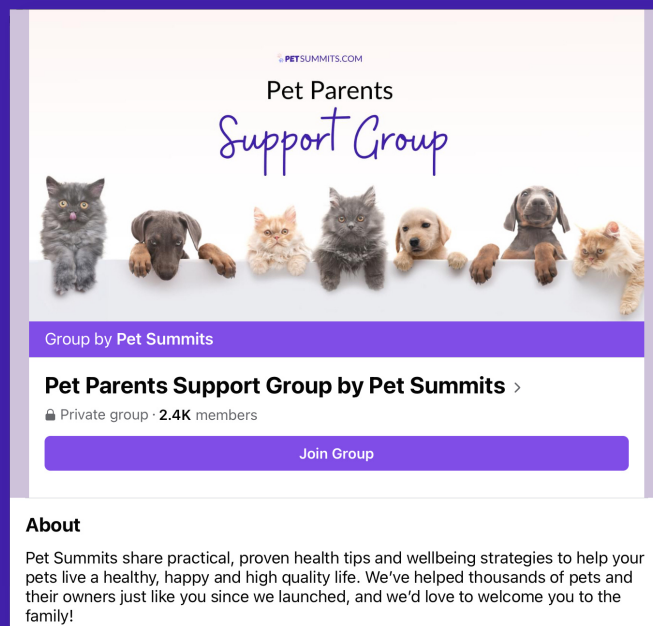 PETSUMMITS.COM
Pet Parents
Support Group
Group by Pet Summits
Pet Parents Support Group by Pet Summits >
Private group · 2.4K members
Join Group
About
Pet Summits share practical, proven health tips and wellbeing strategies to help your
pets live a healthy, happy and high quality life. We’ve helped thousands of pets and
their owners just like you since we launched, and we’d love to welcome you to the
family!